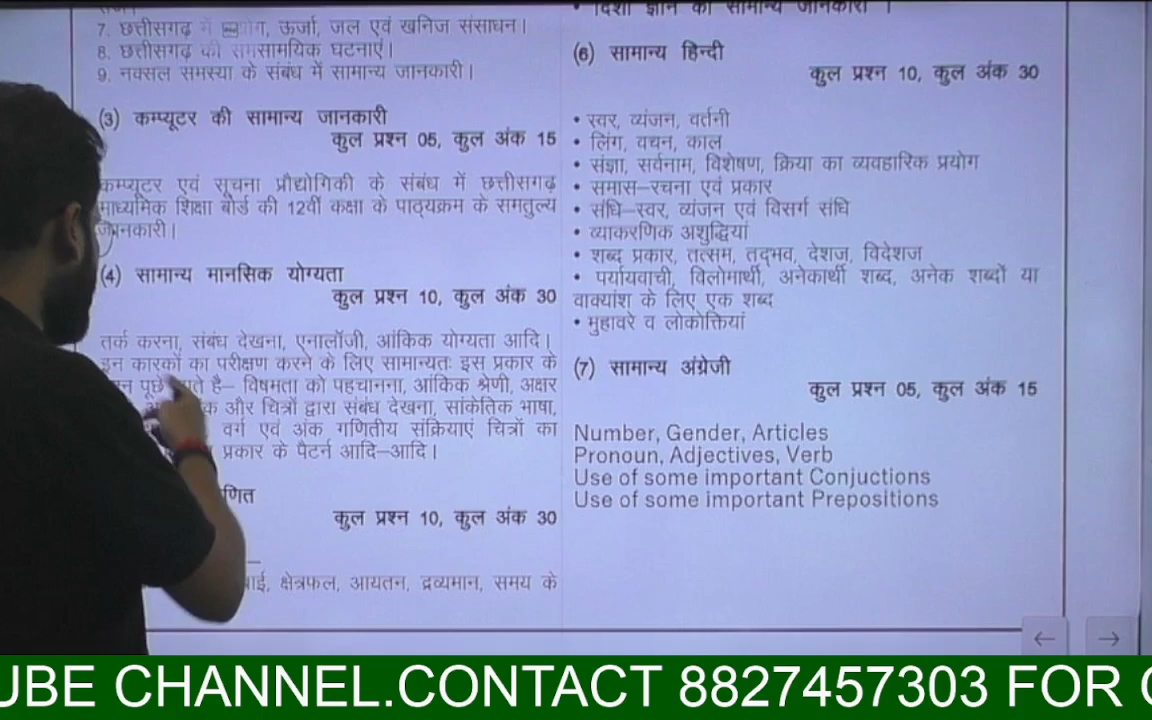 7. छत्तीसगढ़ में उद्योग, ऊर्जा, जल एवं खनिज संसाधन।
8. छत्तीसगढ़ की समसामयिक घटनाएं।
9. नक्सल समस्या के संबंध में सामान्य जानकारी।
(3) कम्प्यूटर की सामान्य जानकारी
कुल प्रश्न 05, कुल अंक 15
कम्प्यूटर एवं सूचना प्रौद्योगिकी के संबंध में छत्तीसगढ़
माध्यमिक शिक्षा बोर्ड की 12वीं कक्षा के पाठ्यक्रम के समतुल्य
जानकारी।
(4) सामान्य मानसिक योग्यता
कुल प्रश्न 10, कुल अंक 30
तर्क करना, संबंध देखना, एनालॉजी, आंकिक योग्यता आदि।
इन कारकों का परीक्षण करने के लिए सामान्यतः इस प्रकार के
पूछे जाते है– विषमता को पहचानना, आंकिक श्रेणी, अक्षर
और चित्रों द्वारा संबंध देखना, सांकेतिक भाषा,
वर्ग एवं अंक गणितीय संक्रियाएं चित्रों का
प्रकार के पैटर्न आदि–आदि।
कुल प्रश्न 10, कुल अंक 30
क्षेत्रफल, आयतन, द्रव्यमान, समय के
• दिशा ज्ञान की सामान्य जानकारी ।
(6) सामान्य हिन्दी
कुल प्रश्न 10, कुल अंक 30
• स्वर, व्यंजन, वर्तनी
• लिंग, वचन, काल
• संज्ञा, सर्वनाम, विशेषण, क्रिया का व्यवहारिक प्रयोग
• समास–रचना एवं प्रकार
• संधि–स्वर, व्यंजन एवं विसर्ग संधि
• व्याकरणिक अशुद्धियां
• शब्द प्रकार, तत्सम, तद्भव, देशज, विदेशज
• पर्यायवाची, विलोमार्थी, अनेकार्थी शब्द, अनेक शब्दों या
वाक्यांश के लिए एक शब्द
• मुहावरे व लोकोक्तियां
(7) सामान्य अंग्रेजी
कुल प्रश्न 05, कुल अंक 15
Number, Gender, Articles
Pronoun, Adjectives, Verb
Use of some important Conjuctions
Use of some important Prepositions
UBE CHANNEL.CONTACT 8827457303 FOR